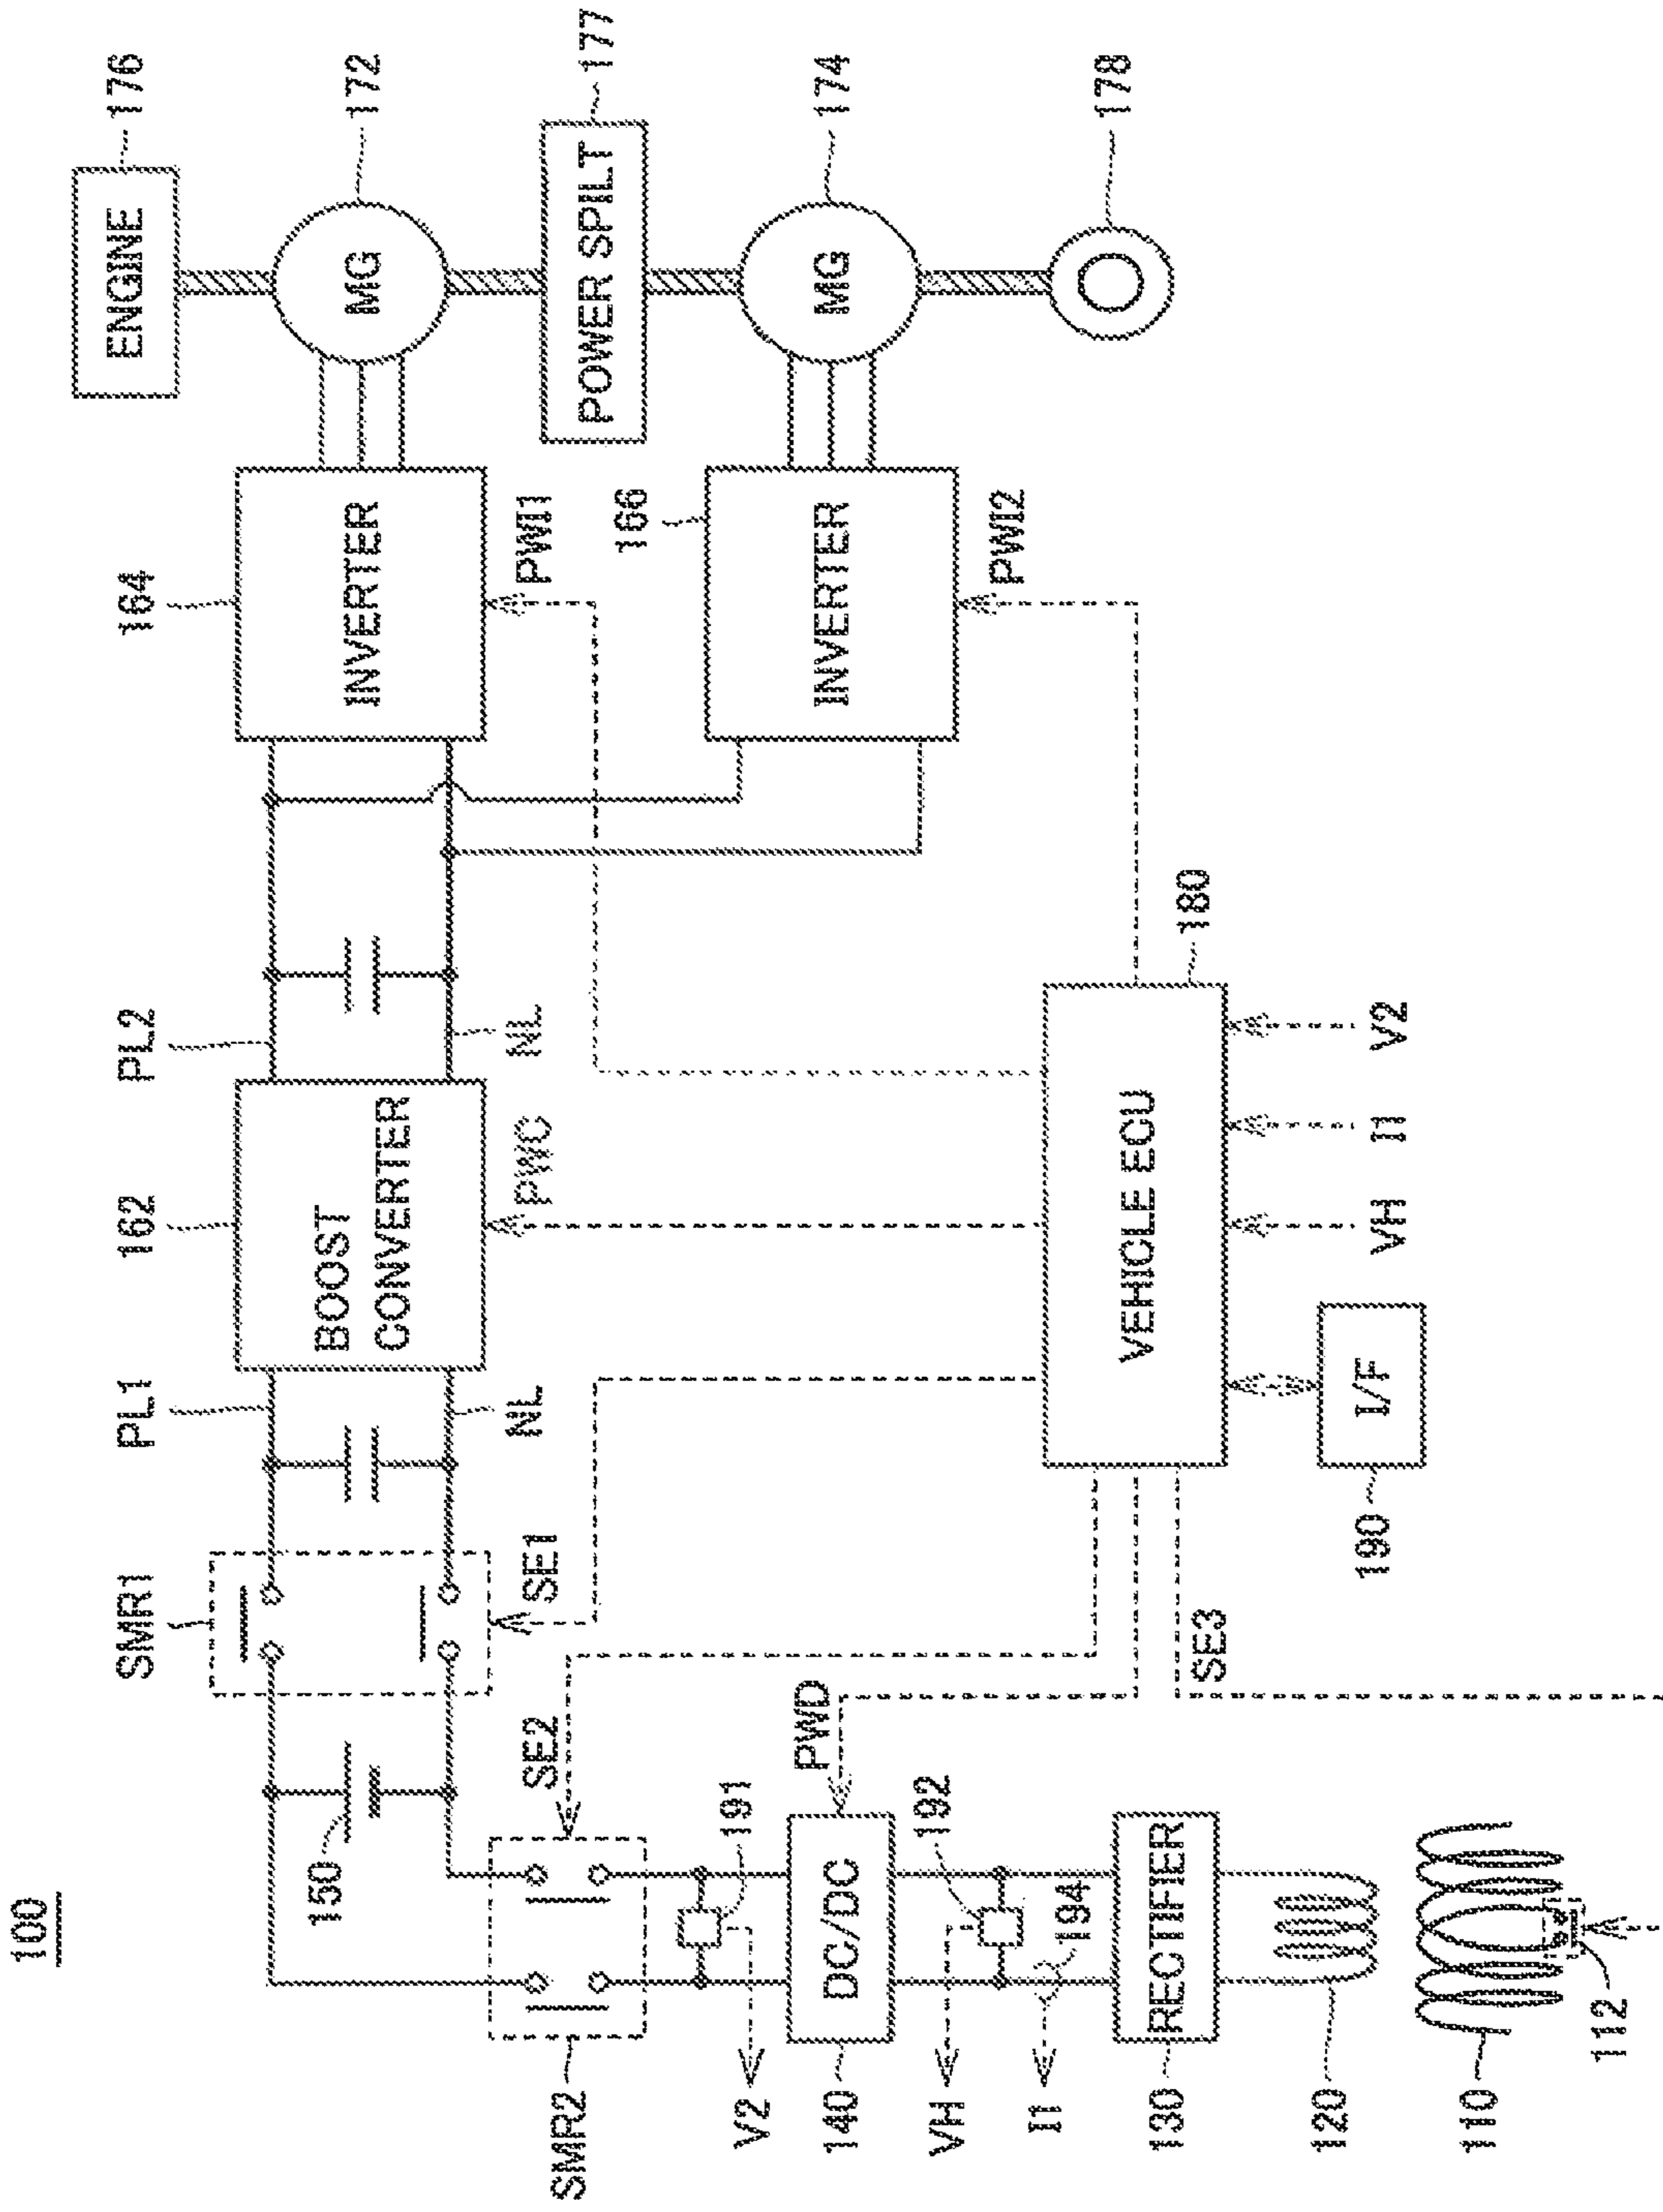 100
SMR1
PL1
162
PL2
164
176
172
177
174
178
ENGINE
MG
POWER SPILT
MG
INVERTER
PWI1
166
INVERTER
PWI2
BOOST
CONVERTER
NL
PWC
NL
SE1
150
SE2
SMR2
191
V2
PWD
DC/DC
140
192
VH
194
I1
RECTIFIER
130
120
110
112
SE3
VEHICLE ECU
180
I/F
190
VH
I1
V2